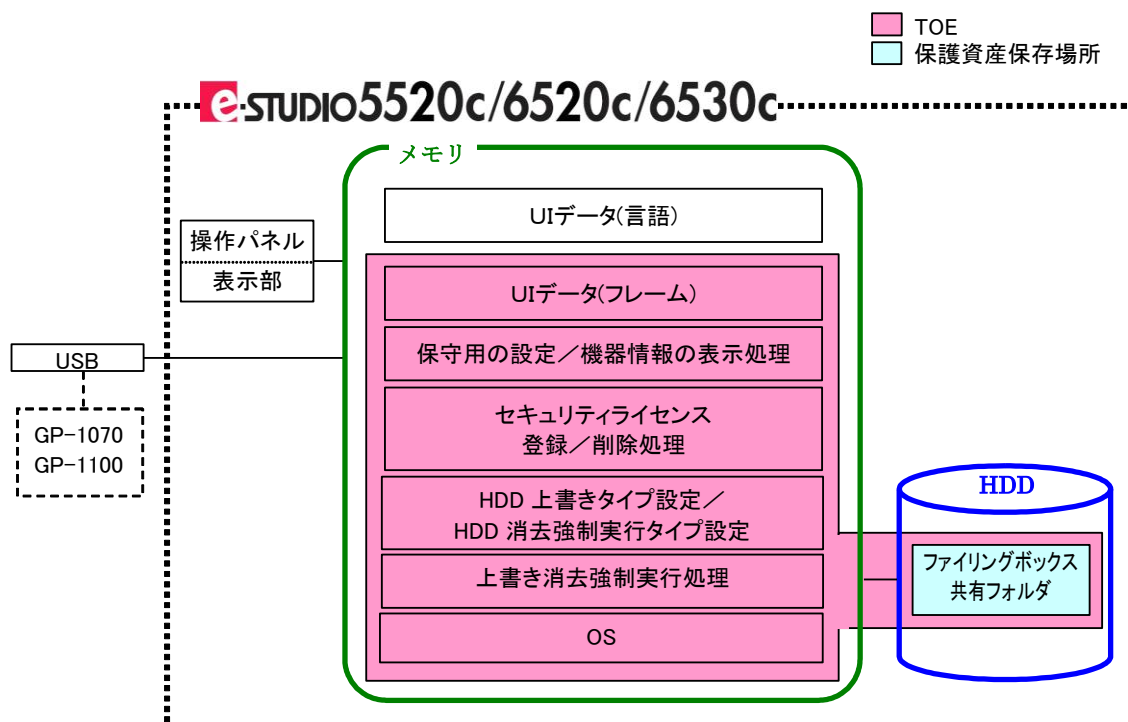 TOE
保護資産保存場所
e-STUDIO5520c/6520c/6530c
メモリ
UIデータ(言語)
操作パネル
表示部
UIデータ(フレーム)
保守用の設定／機器情報の表示処理
USB
セキュリティライセンス
登録／削除処理
GP-1070
GP-1100
HDD 上書きタイプ設定／
HDD 消去強制実行タイプ設定
HDD
上書き消去強制実行処理
ファイリングボックス
共有フォルダ
OS